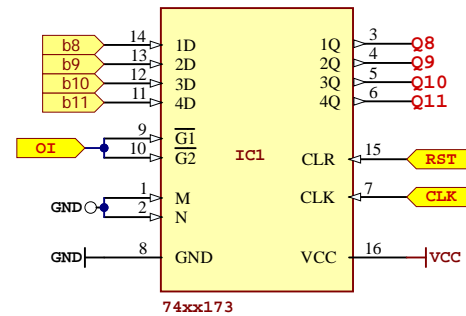 b8 14 1D 1Q 3 Q8
b9 13 2D 2Q 4 Q9
b10 12 3D 3Q 5 Q10
b11 11 4D 4Q 6 Q11
9 G1
OI 10 G2 IC1 CLR 15 RST
1 M CLK 7 CLK
GND 2 N
GND 8 GND VCC 16 VCC
74xx173